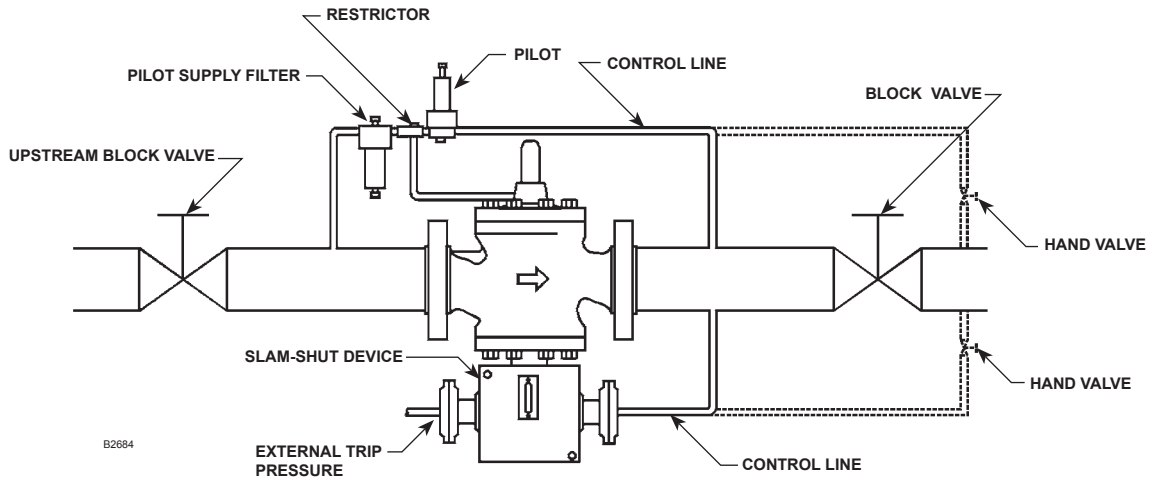 RESTRICTOR
PILOT
PILOT SUPPLY FILTER
CONTROL LINE
BLOCK VALVE
UPSTREAM BLOCK VALVE
HAND VALVE
SLAM-SHUT DEVICE
HAND VALVE
B2684
EXTERNAL TRIP
PRESSURE
CONTROL LINE